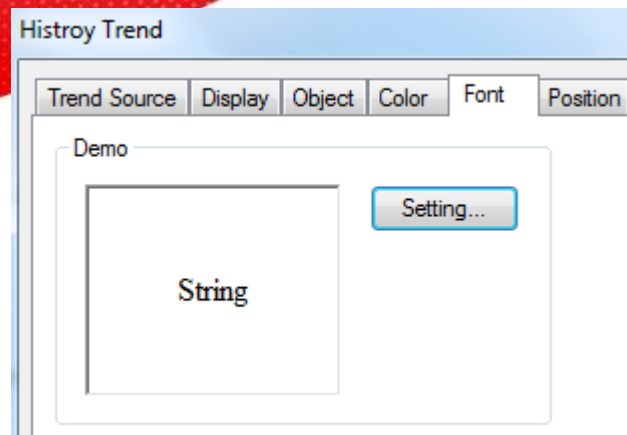 Histroy Trend
Trend Source Display Object Color Font Position
Demo
Setting...
String